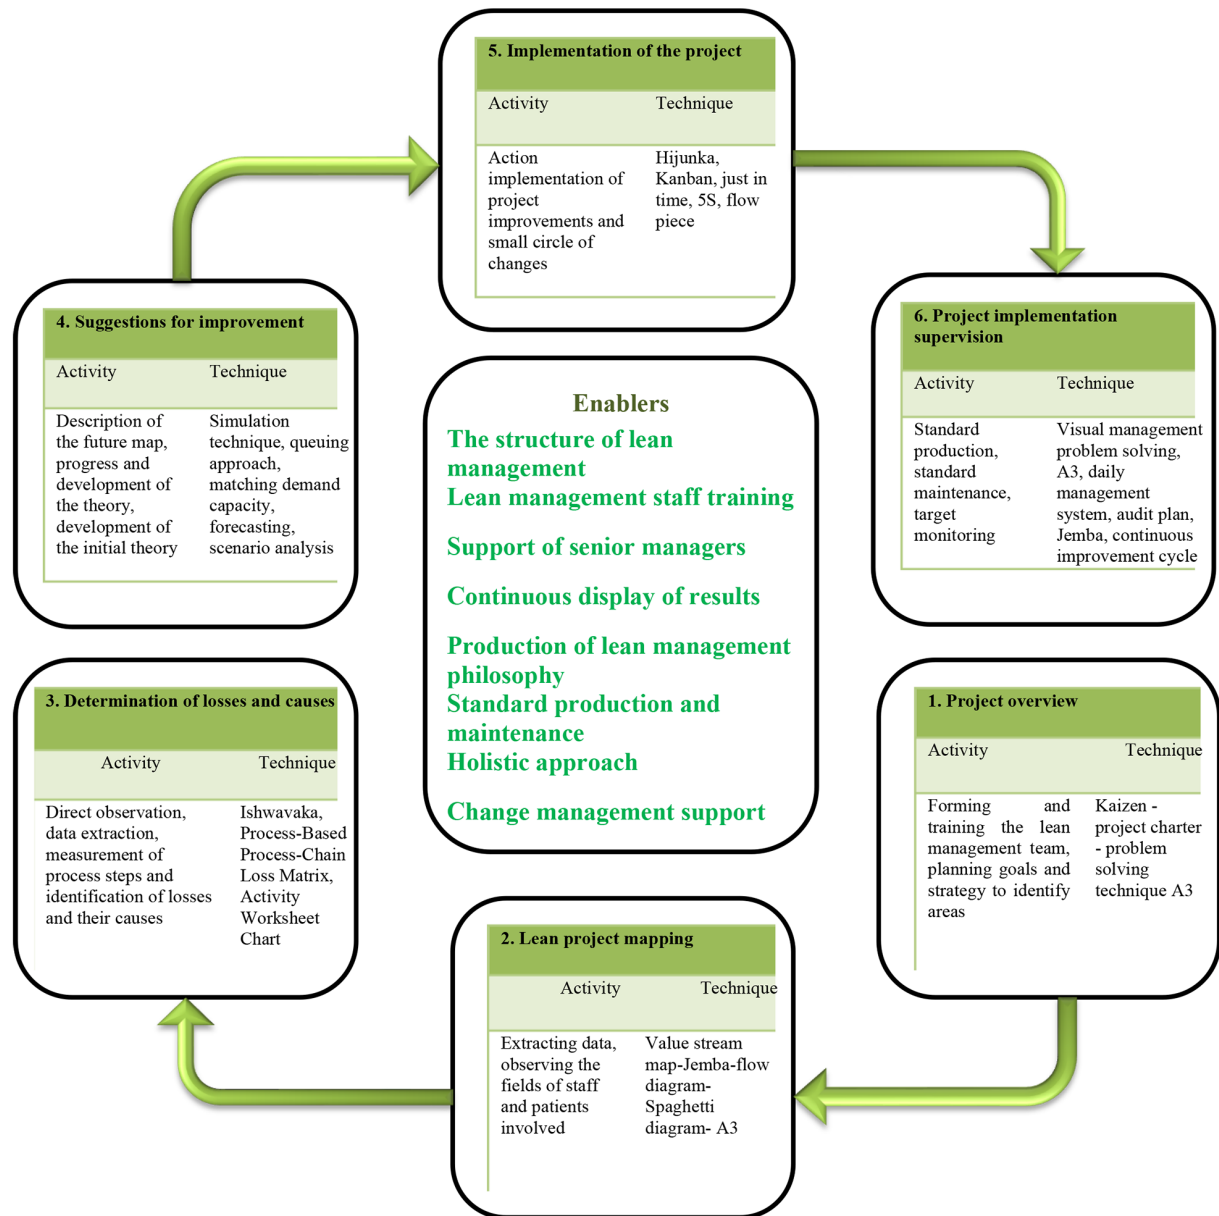 5. Implementation of the project
Activity
Technique
Action
implementation of
project
improvements and
small circle of
changes
Hijunka,
Kanban, just in
time, 5S, flow
piece
4. Suggestions for improvement
Activity
Technique
Description of
the future map,
progress and
development of
the theory,
development of
the initial theory
Simulation
technique, queuing
approach,
matching demand
capacity,
forecasting,
scenario analysis
Enablers
The structure of lean
management
Lean management staff training
Support of senior managers
Continuous display of results
Production of lean management
philosophy
Standard production and
maintenance
Holistic approach
Change management support
6. Project implementation
supervision
Activity
Technique
Standard
production,
standard
maintenance,
target
monitoring
Visual management
problem solving,
A3, daily
management
system, audit plan,
Jemba, continuous
improvement cycle
3. Determination of losses and causes
Activity
Technique
Direct observation,
data extraction,
measurement of
process steps and
identification of losses
and their causes
Ishwavaka,
Process-Based
Process-Chain
Loss Matrix,
Activity
Worksheet
Chart
1. Project overview
Activity
Technique
Forming and
training the lean
management team,
planning goals and
strategy to identify
areas
Kaizen -
project charter
- problem
solving
technique A3
2. Lean project mapping
Activity
Technique
Extracting data,
observing the
fields of staff
and patients
involved
Value stream
map-Jemba-flow
diagram-
Spaghetti
diagram- A3